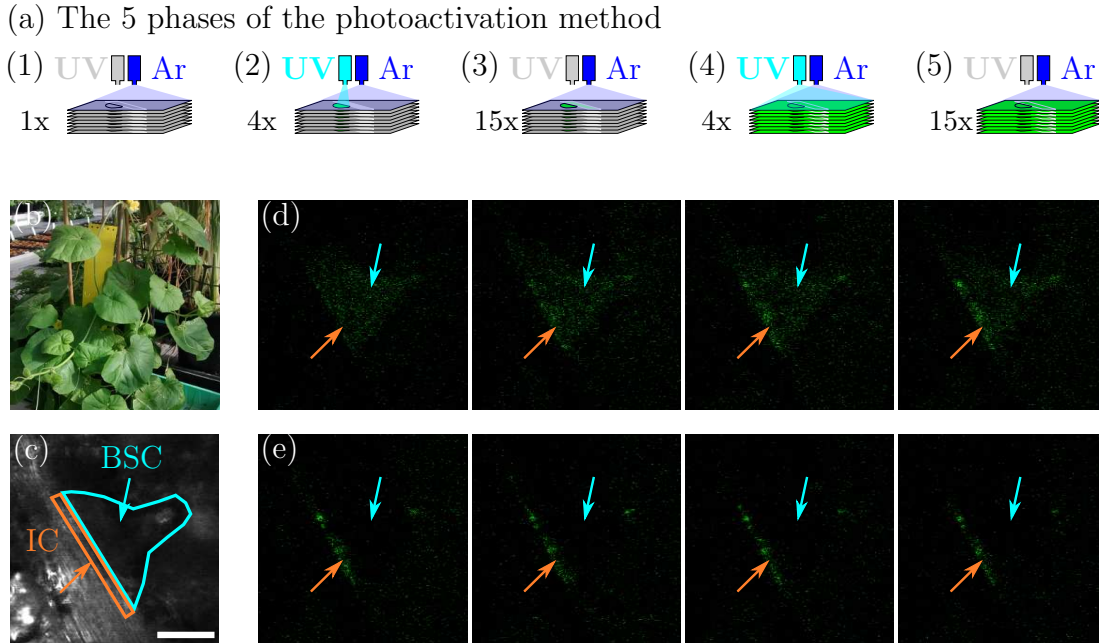 (a) The 5 phases of the photoactivation method
(1) UV Ar (2) UV Ar (3) UV Ar (4) UV Ar (5) UV Ar
1x 4x 15x 4x 15x
(b) (d)
(c) BSC (e)
IC